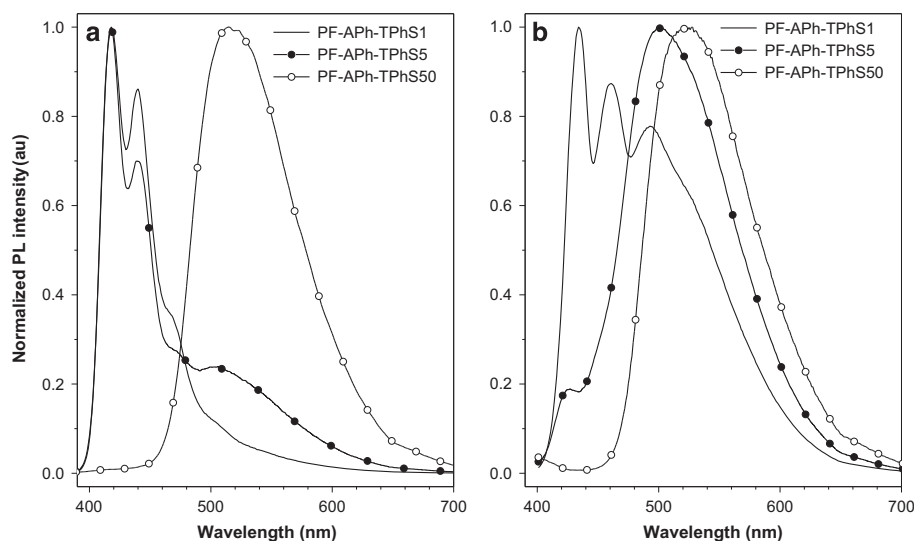 a
PF-APh-TPhS1
PF-APh-TPhS5
PF-APh-TPhS50
b
PF-APh-TPhS1
PF-APh-TPhS5
PF-APh-TPhS50
Normalized PL intensity (au)
1.0
0.8
0.6
0.4
0.2
0.0
1.0
0.8
0.6
0.4
0.2
0.0
400
500
600
700
400
500
600
700
Wavelength (nm)
Wavelength (nm)